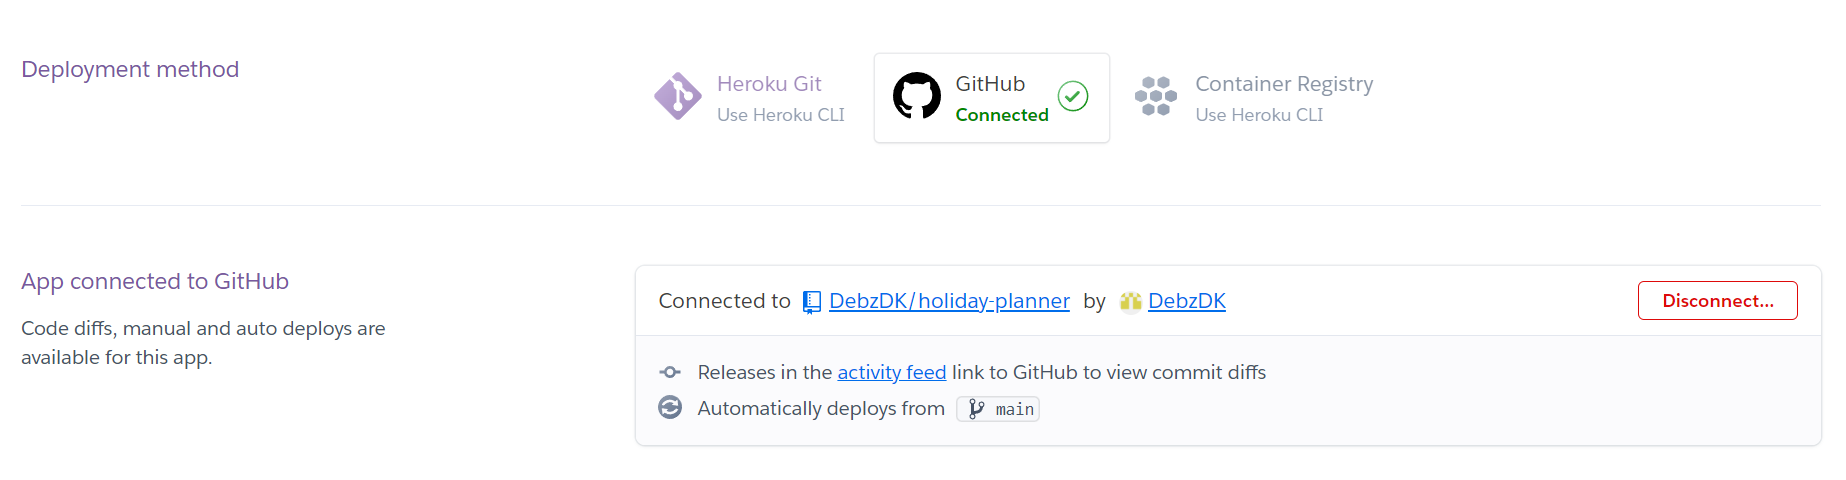 Deployment method
Heroku Git
Use Heroku CLI
GitHub
Connected
Container Registry
Use Heroku CLI
App connected to GitHub
Code diffs, manual and auto deploys are
available for this app.
Connected to DebzDK/holiday-planner by DebzDK
Disconnect...
Releases in the activity feed link to GitHub to view commit diffs
Automatically deploys from main